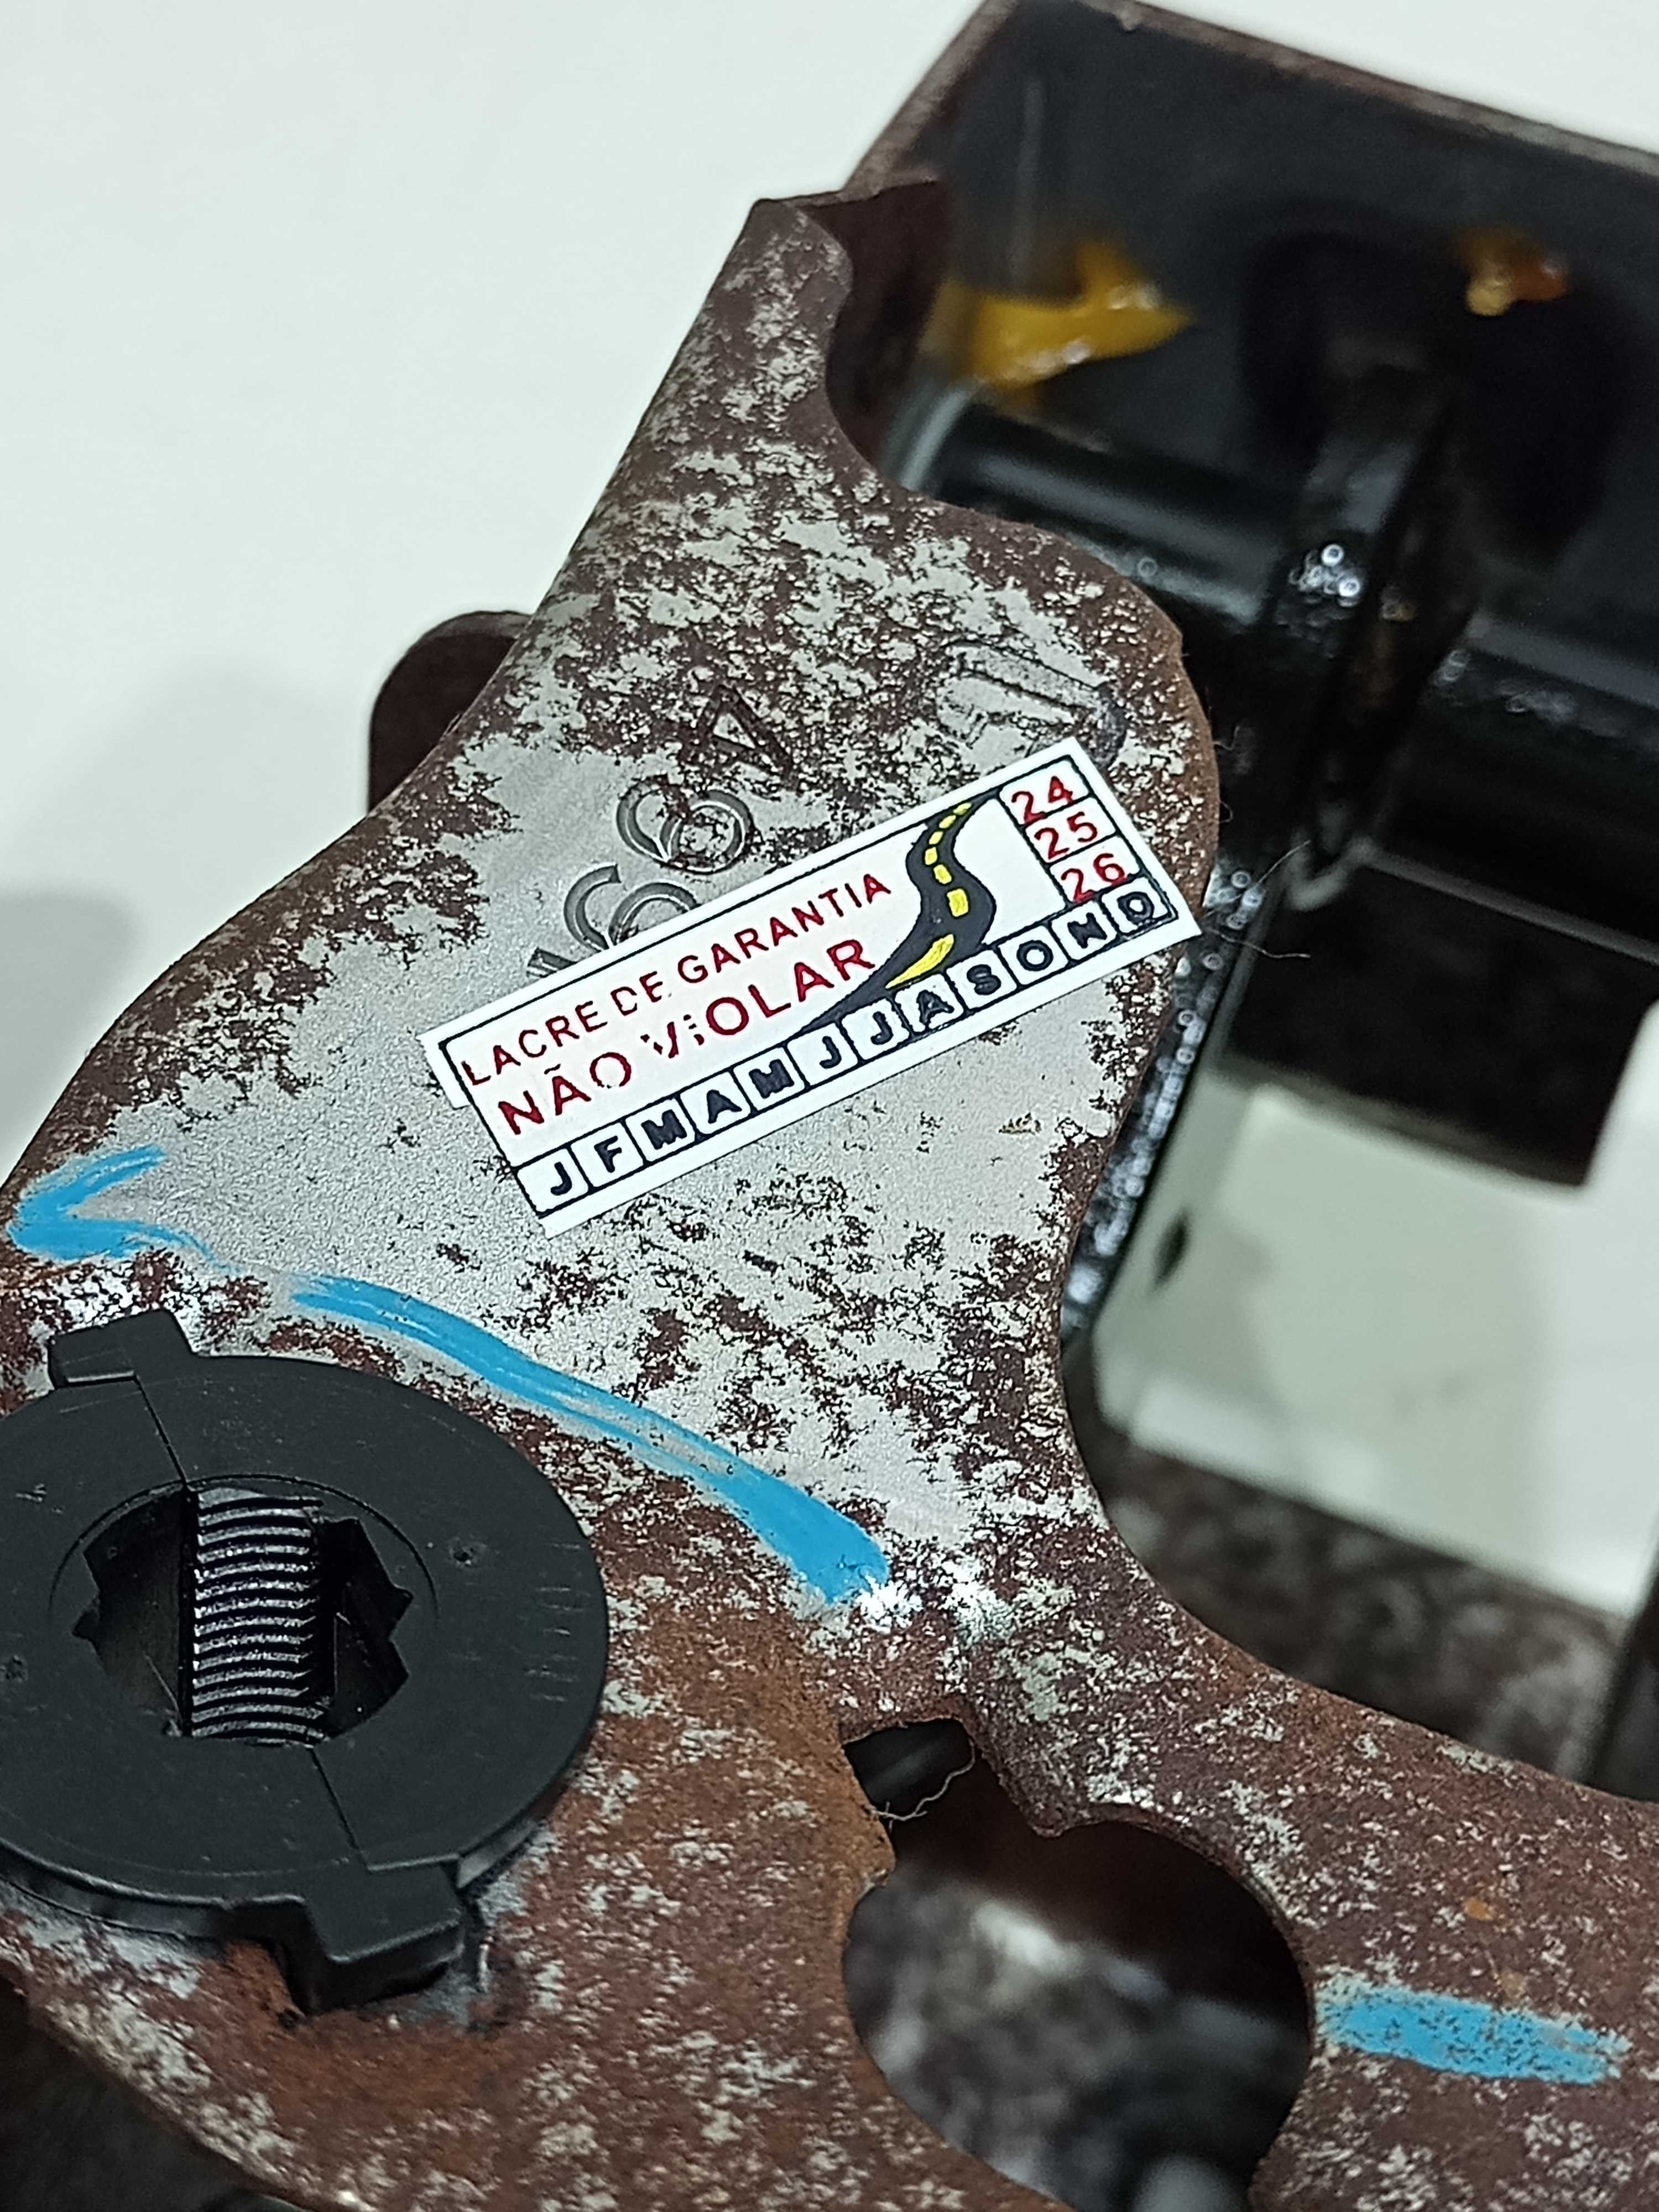 LACRE DE GARANTIA
NÃO ViOLAR
24
25
26
J F M A M J J A S O N D